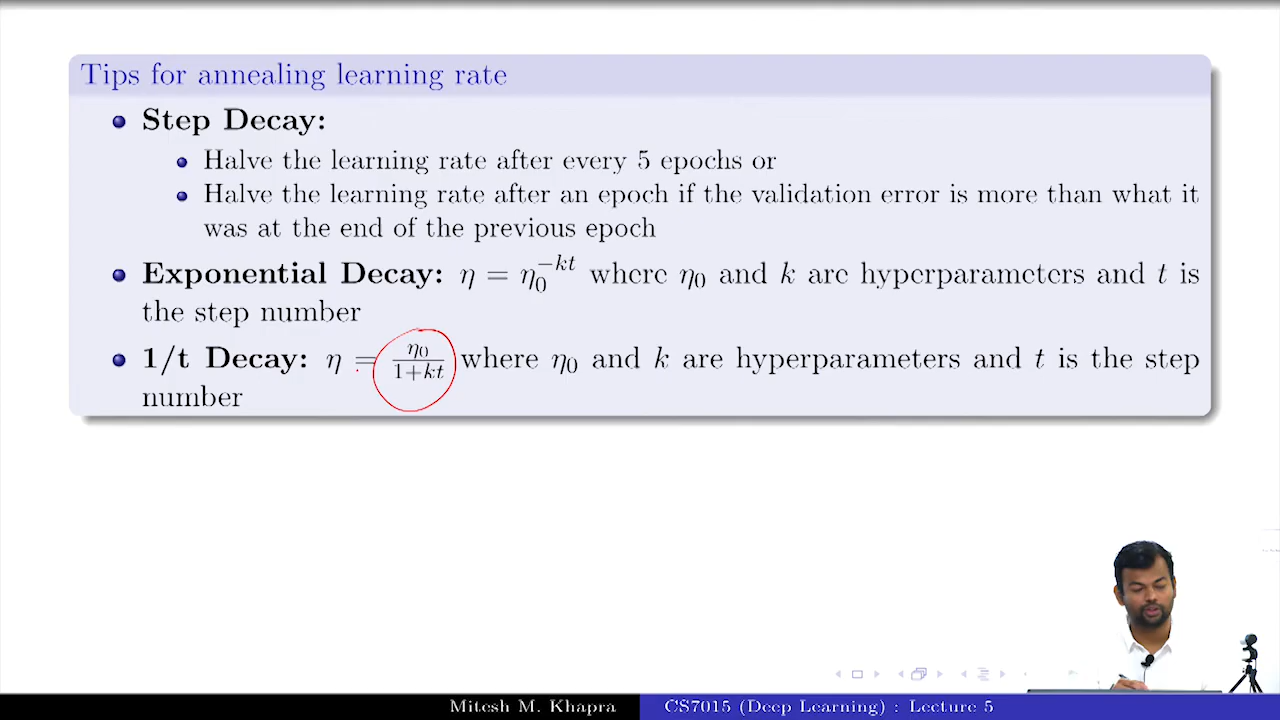 Tips for annealing learning rate
Step Decay:
Halve the learning rate after every 5 epochs or
Halve the learning rate after an epoch if the validation error is more than what it
was at the end of the previous epoch
Exponential Decay: η = η₀^{-kt} where η₀ and k are hyperparameters and t is
the step number
1/t Decay: η = η₀/(1+kt) where η₀ and k are hyperparameters and t is the step
number
Mitesh M. Khapra CS7015 (Deep Learning) : Lecture 5